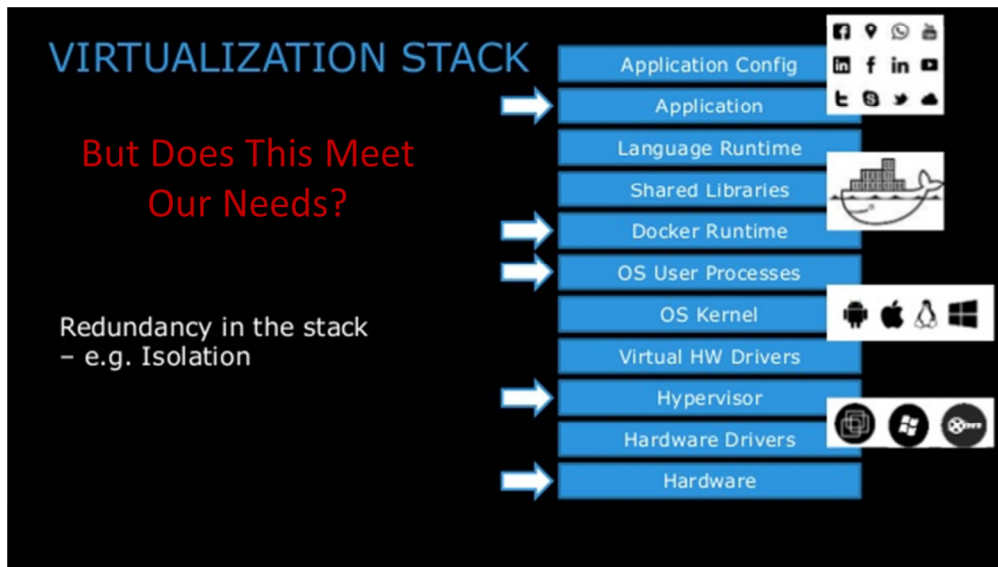 VIRTUALIZATION STACK
But Does This Meet
Our Needs?
Redundancy in the stack
– e.g. Isolation
Application Config
Application
Language Runtime
Shared Libraries
Docker Runtime
OS User Processes
OS Kernel
Virtual HW Drivers
Hypervisor
Hardware Drivers
Hardware